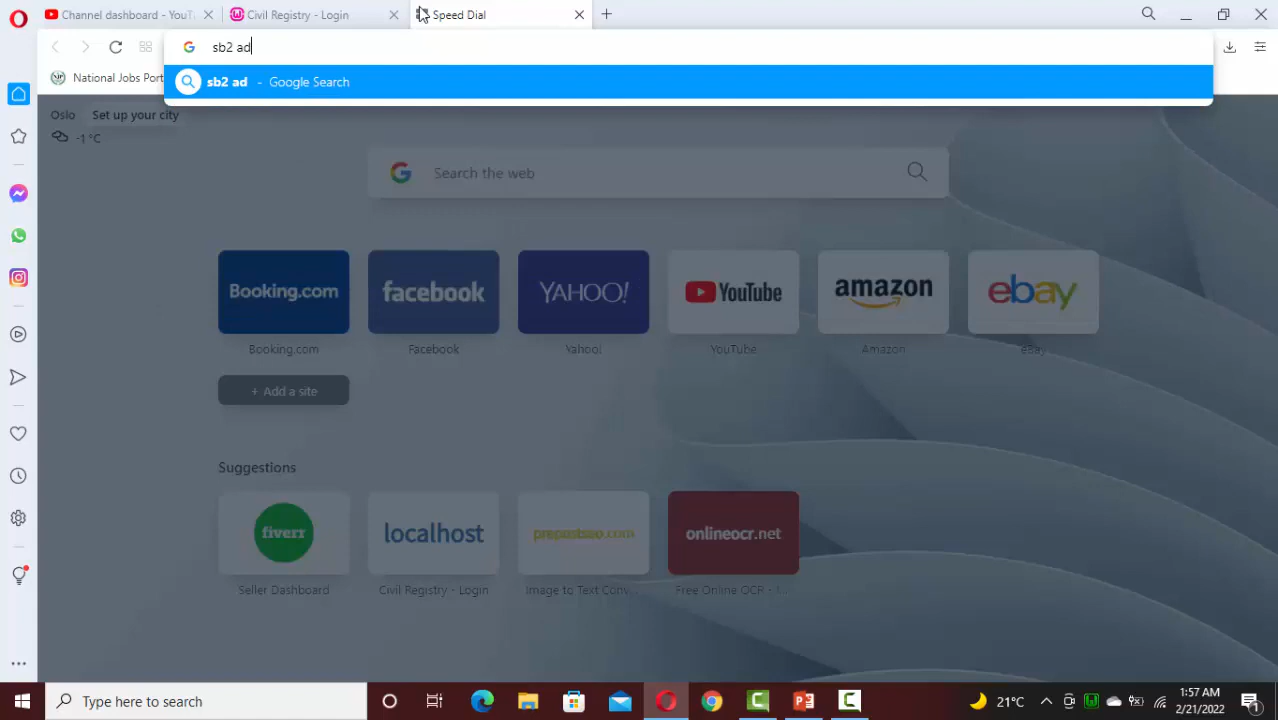 Channel dashboard - YouT
Civil Registry - Login
Speed Dial
sb2 ad
sb2 ad - Google Search
National Jobs Port
Oslo Set up your city
-1 °C
Search the web
Booking.com
facebook
YAHOO!
YouTube
amazon
ebay
Booking.com
Facebook
Yahoo!
YouTube
Amazon
eBay
+ Add a site
Suggestions
fiverr
localhost
prepostseo.com
onlineocr.net
Seller Dashboard
Civil Registry - Login
Image to Text Conv...
Free Online OCR - I...
Type here to search
21°C
1:57 AM
2/21/2022
1